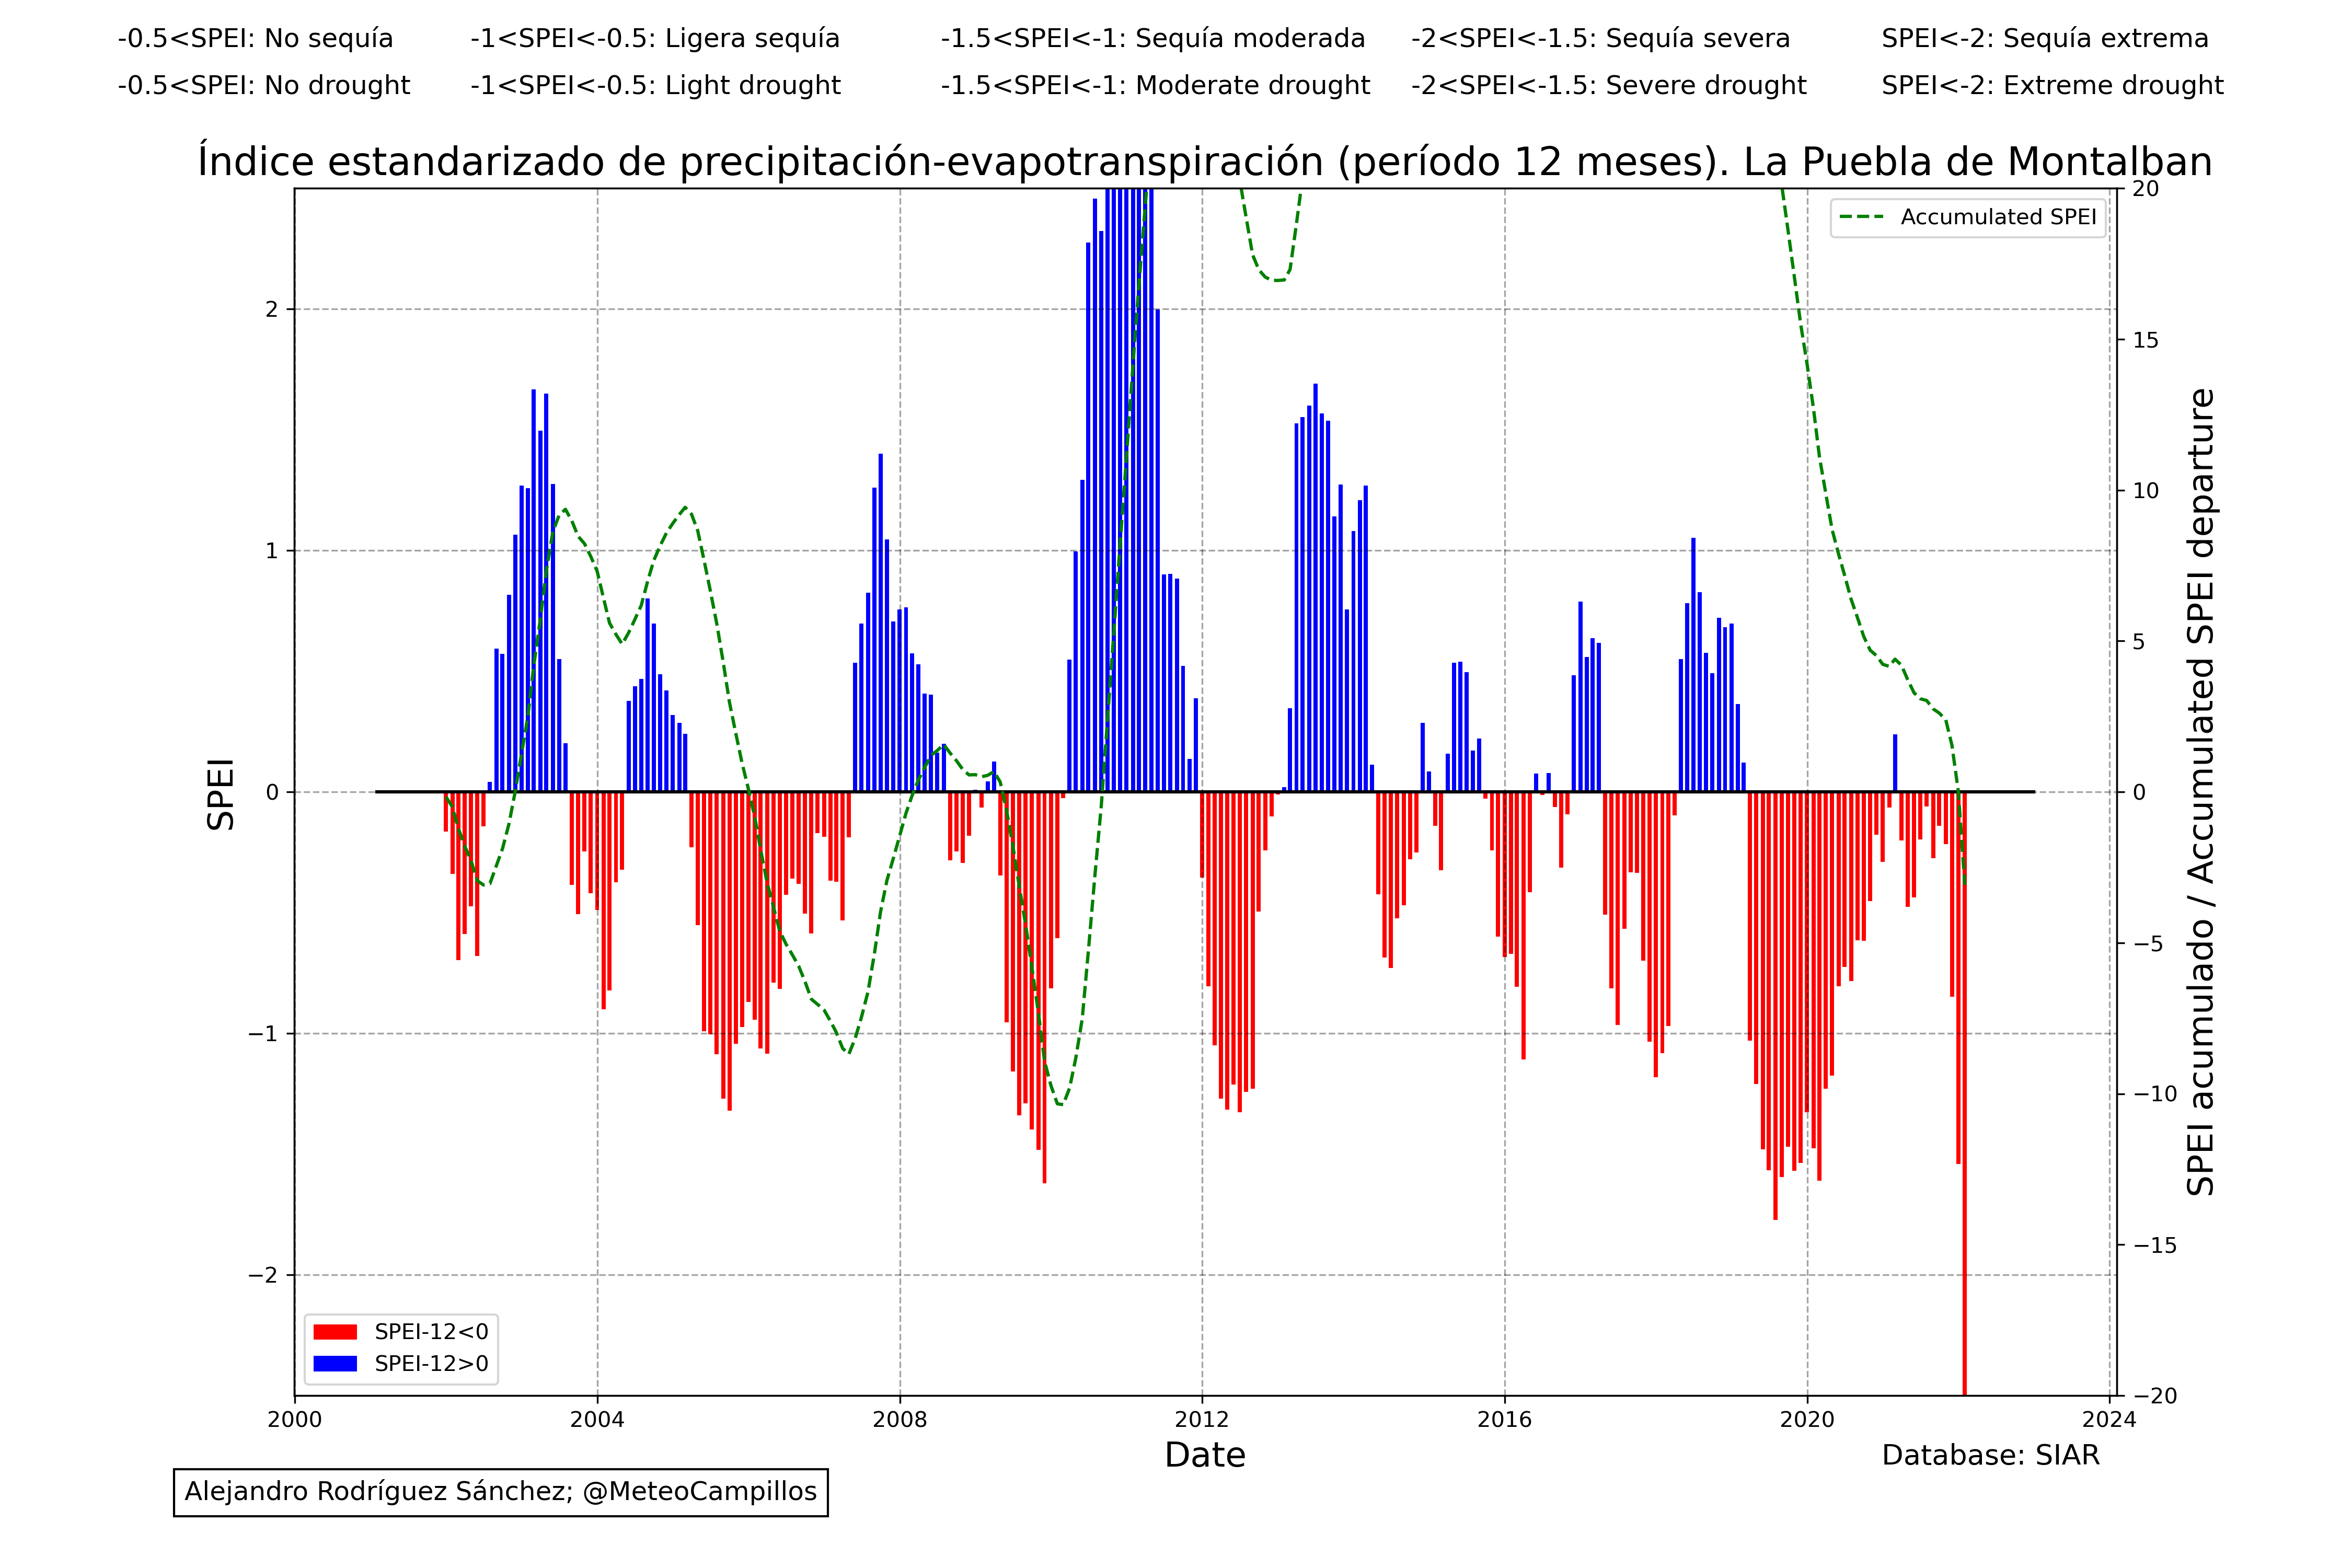 -0.5<SPEI: No sequía -1<SPEI<-0.5: Ligera sequía -1.5<SPEI<-1: Sequía moderada -2<SPEI<-1.5: Sequía severa SPEI<-2: Sequía extrema
-0.5<SPEI: No drought -1<SPEI<-0.5: Light drought -1.5<SPEI<-1: Moderate drought -2<SPEI<-1.5: Severe drought SPEI<-2: Extreme drought
Índice estandarizado de precipitación-evapotranspiración (período 12 meses). La Puebla de Montalban
Accumulated SPEI
SPEI
2
1
0
−1
−2
20
15
10
5
0
−5
−10
−15
−20
SPEI acumulado / Accumulated SPEI departure
SPEI-12<0
SPEI-12>0
2000 2004 2008 2012 2016 2020 2024
Date
Database: SIAR
Alejandro Rodríguez Sánchez; @MeteoCampillos